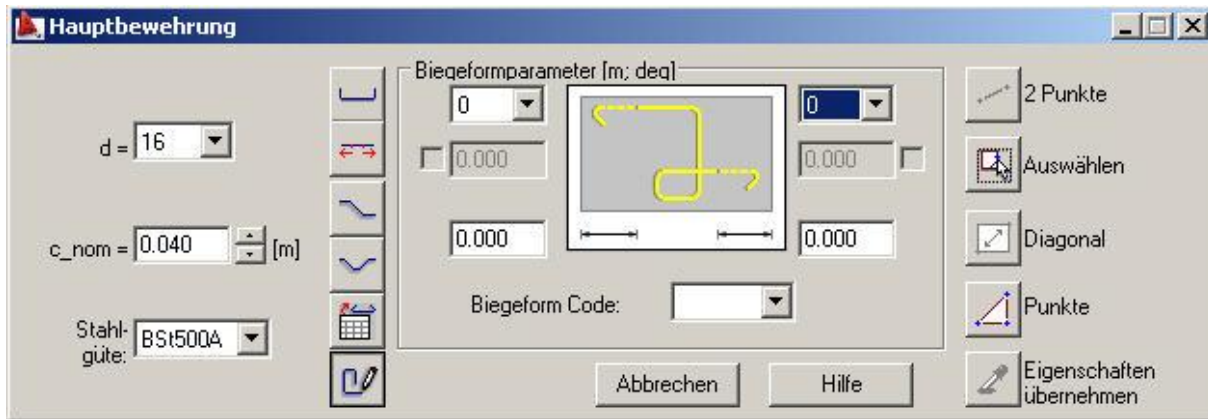 Hauptbewehrung
d = 16
c_nom = 0.040 [m]
Stahl-
güte: BSt500A
Biegeformparameter [m; deg]
0 0
0.000 0.000
0.000 0.000
Biegeform Code:
Abbrechen Hilfe
2 Punkte
Auswählen
Diagonal
Punkte
Eigenschaften
übernehmen